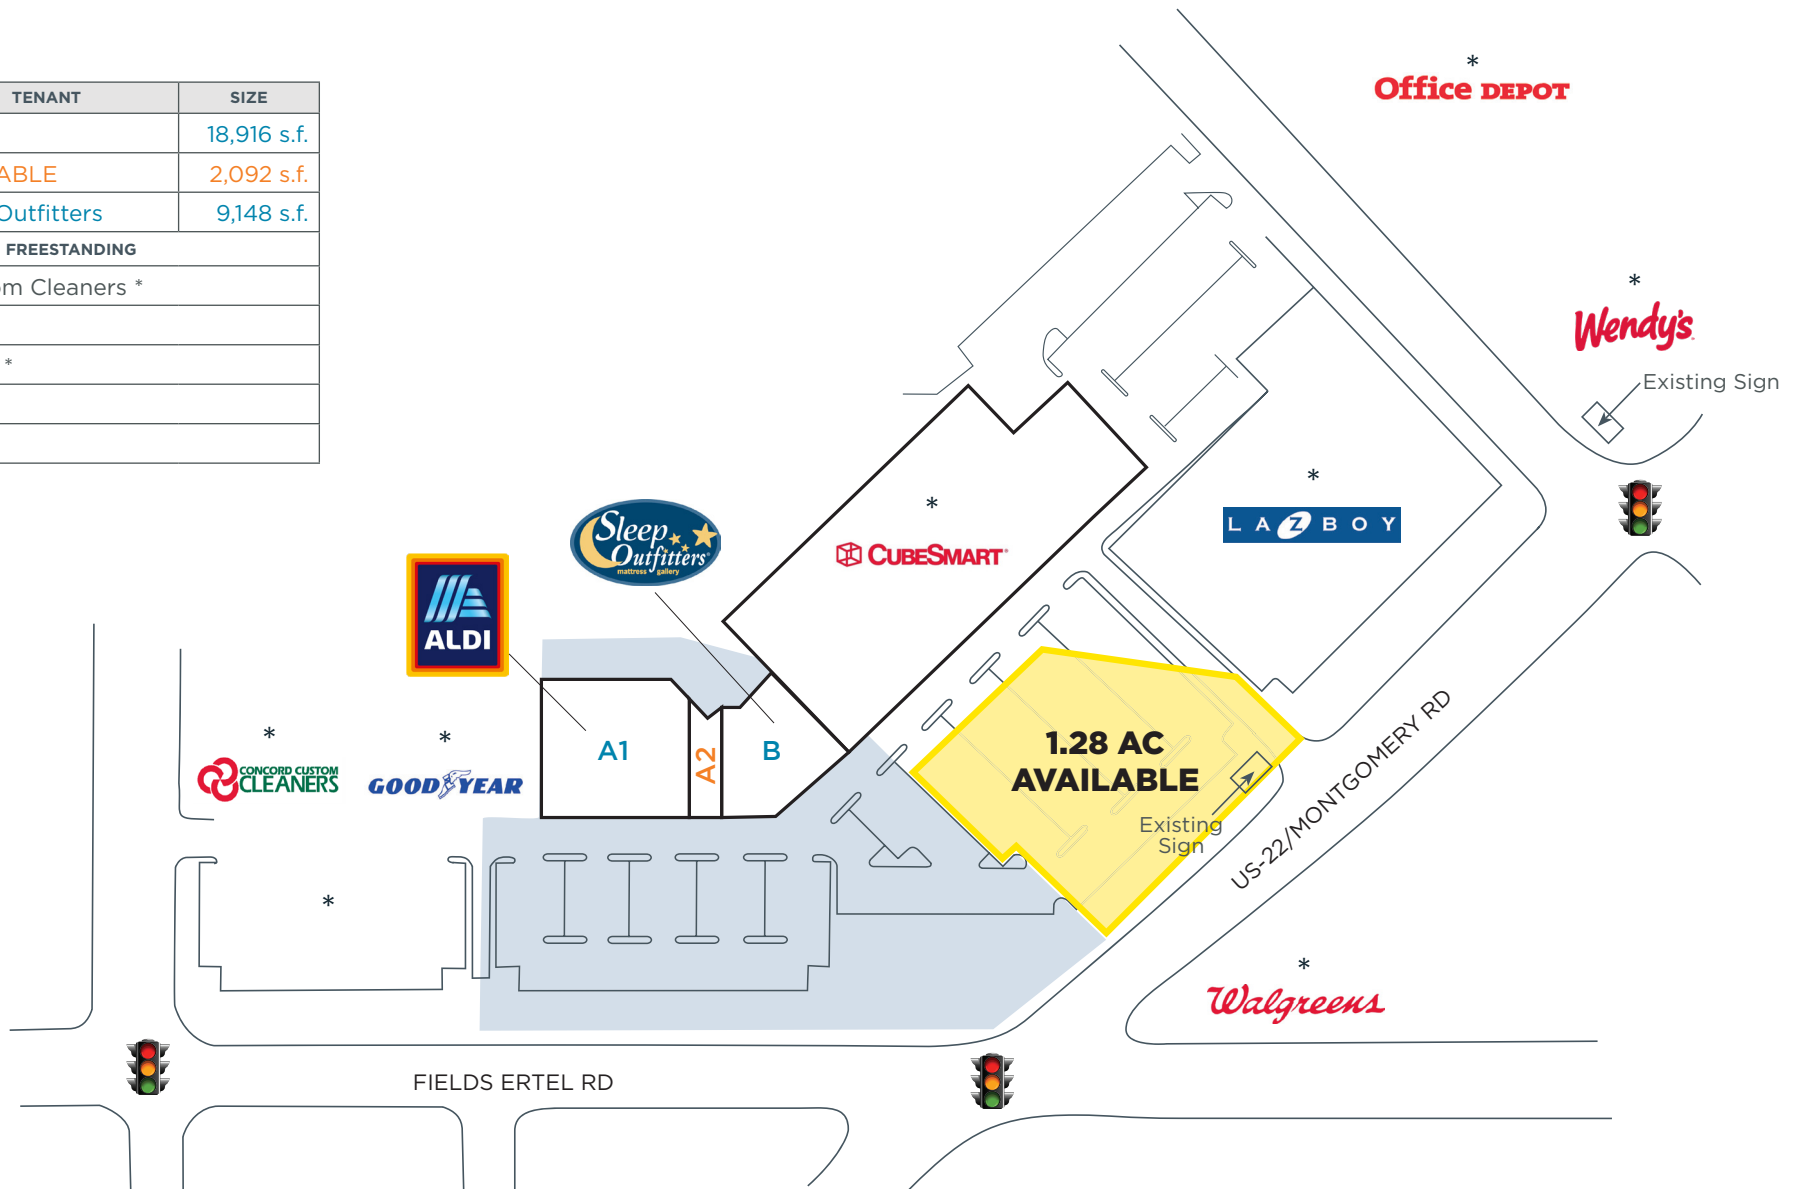 TENANT SIZE
18,916 s.f.
ABLE 2,092 s.f.
Outfitters 9,148 s.f.
FREESTANDING
om Cleaners *
*
*
Office DEPOT
*
Wendy's
Existing Sign
*
LAZBOY
*
CUBESMART
Sleep
Outfitters
mattress gallery
ALDI
*
CONCORD CUSTOM
CLEANERS
*
GOODYEAR
A1
A2
B
1.28 AC
AVAILABLE
Existing
Sign
US-22/MONTGOMERY RD
*
*
Walgreens
FIELDS ERTEL RD